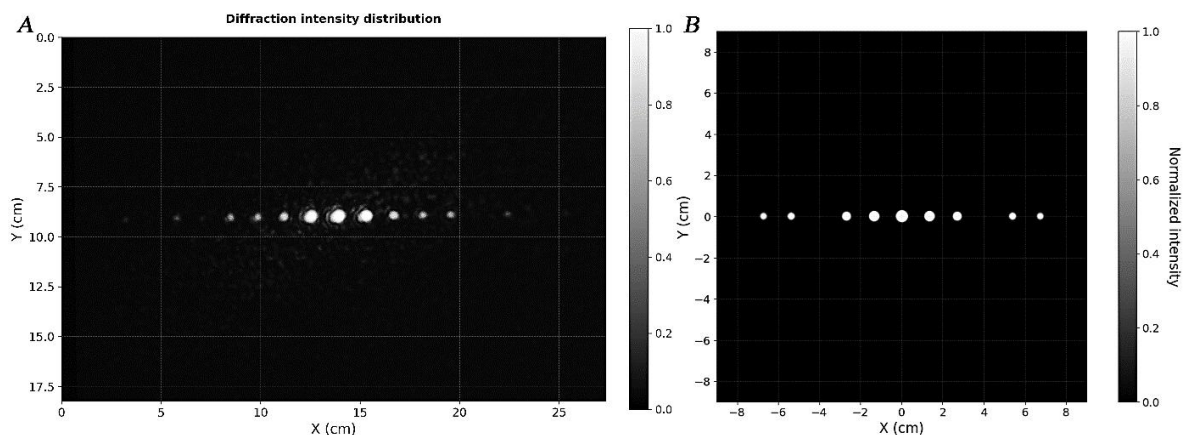 A
Diffraction intensity distribution
0.0
2.5
5.0
7.5
10.0
12.5
15.0
17.5
Y (cm)
0 5 10 15 20 25
X (cm)
1.0
0.8
0.6
0.4
0.2
0.0
B
8
6
4
2
0
−2
−4
−6
−8
Y (cm)
−8 −6 −4 −2 0 2 4 6 8
X (cm)
1.0
0.8
0.6
0.4
0.2
0.0
Normalized intensity